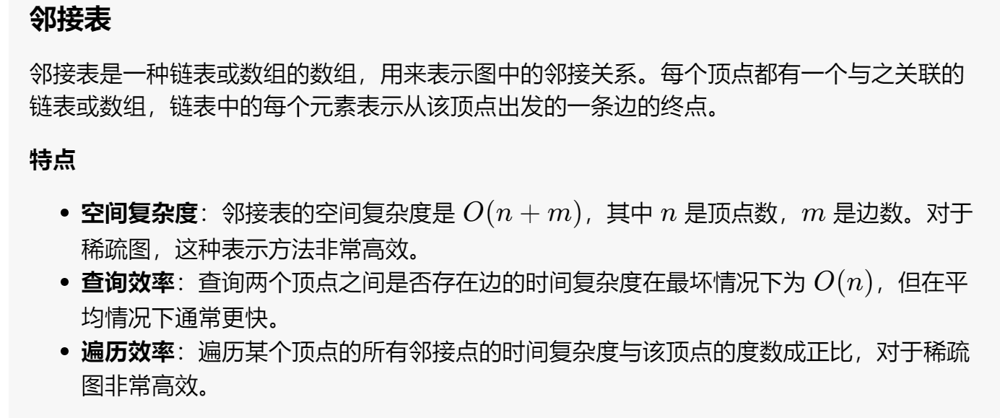 邻接表
邻接表是一种链表或数组的数组，用来表示图中的邻接关系。每个顶点都有一个与之关联的
链表或数组，链表中的每个元素表示从该顶点出发的一条边的终点。
特点
• 空间复杂度：邻接表的空间复杂度是 O(n + m)，其中 n 是顶点数，m 是边数。对于
稀疏图，这种表示方法非常高效。
• 查询效率：查询两个顶点之间是否存在边的时间复杂度在最坏情况下为 O(n)，但在平
均情况下通常更快。
• 遍历效率：遍历某个顶点的所有邻接点的时间复杂度与该顶点的度数成正比，对于稀疏
图非常高效。